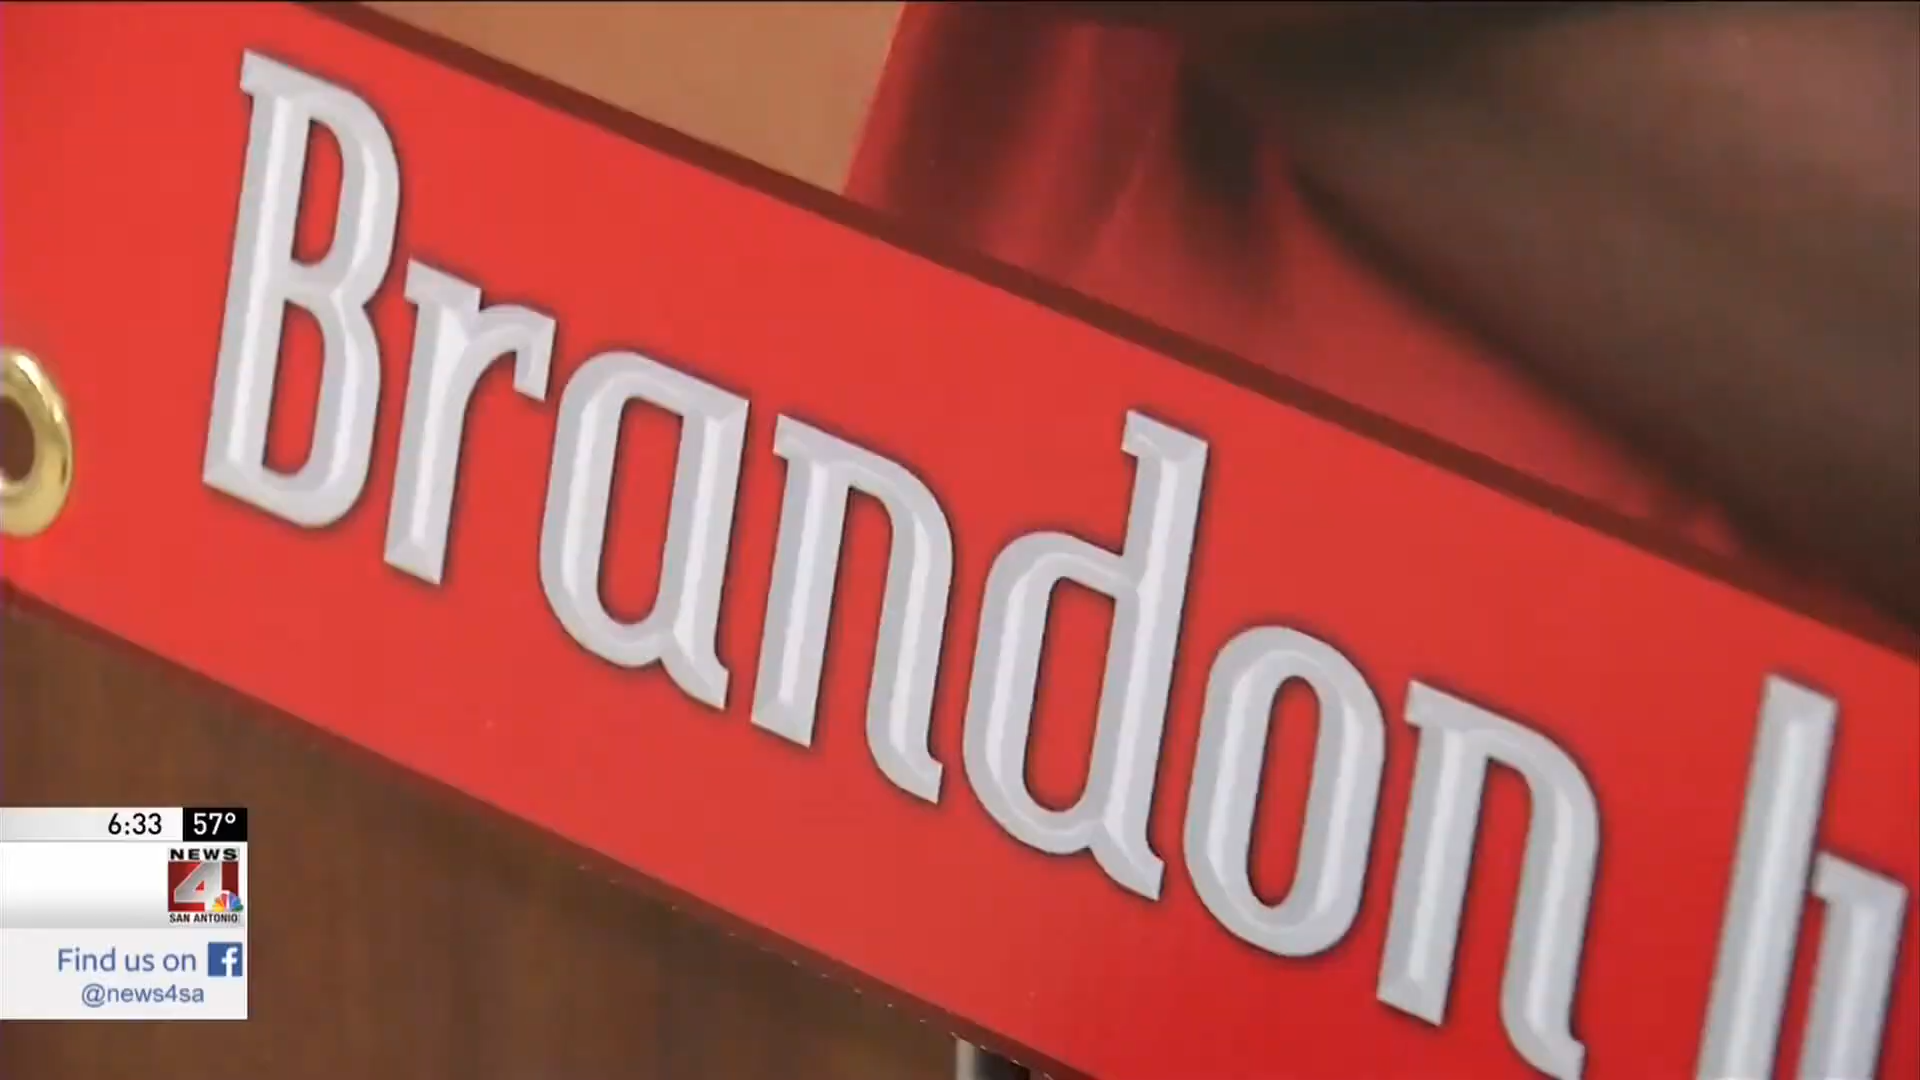 Brandon
6:33 57°
NEWS
4
SAN ANTONIO
Find us on f
@news4sa